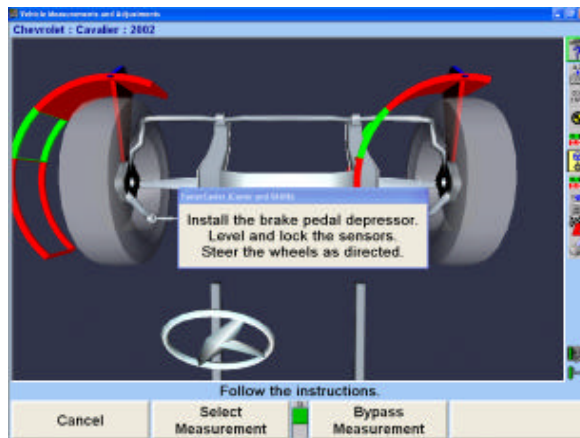 Vehicle Measurements and Adjustments
Chevrolet : Cavalier : 2002
Install the brake pedal depressor.
Level and lock the sensors.
Steer the wheels as directed.
Follow the instructions.
Cancel
Select
Measurement
Bypass
Measurement